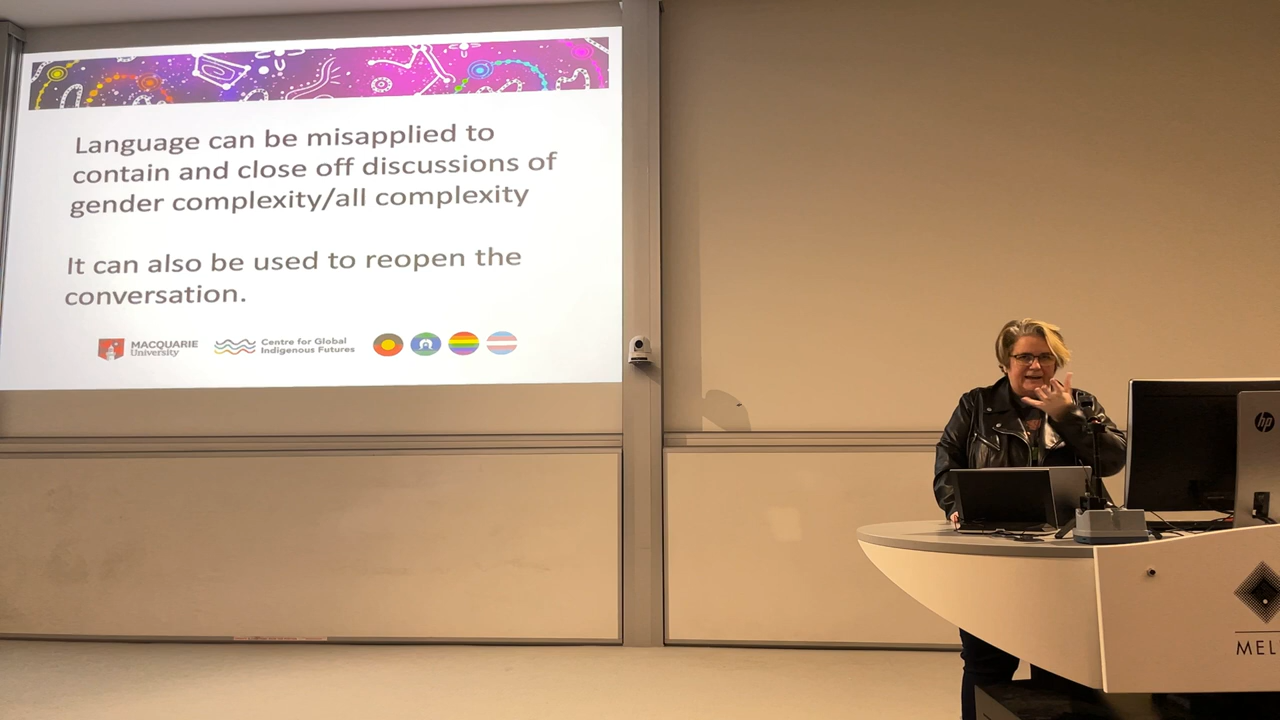 Language can be misapplied to
contain and close off discussions of
gender complexity/all complexity
It can also be used to reopen the
conversation.
MACQUARIE
University
Centre for Global
Indigenous Futures
hp
MEL